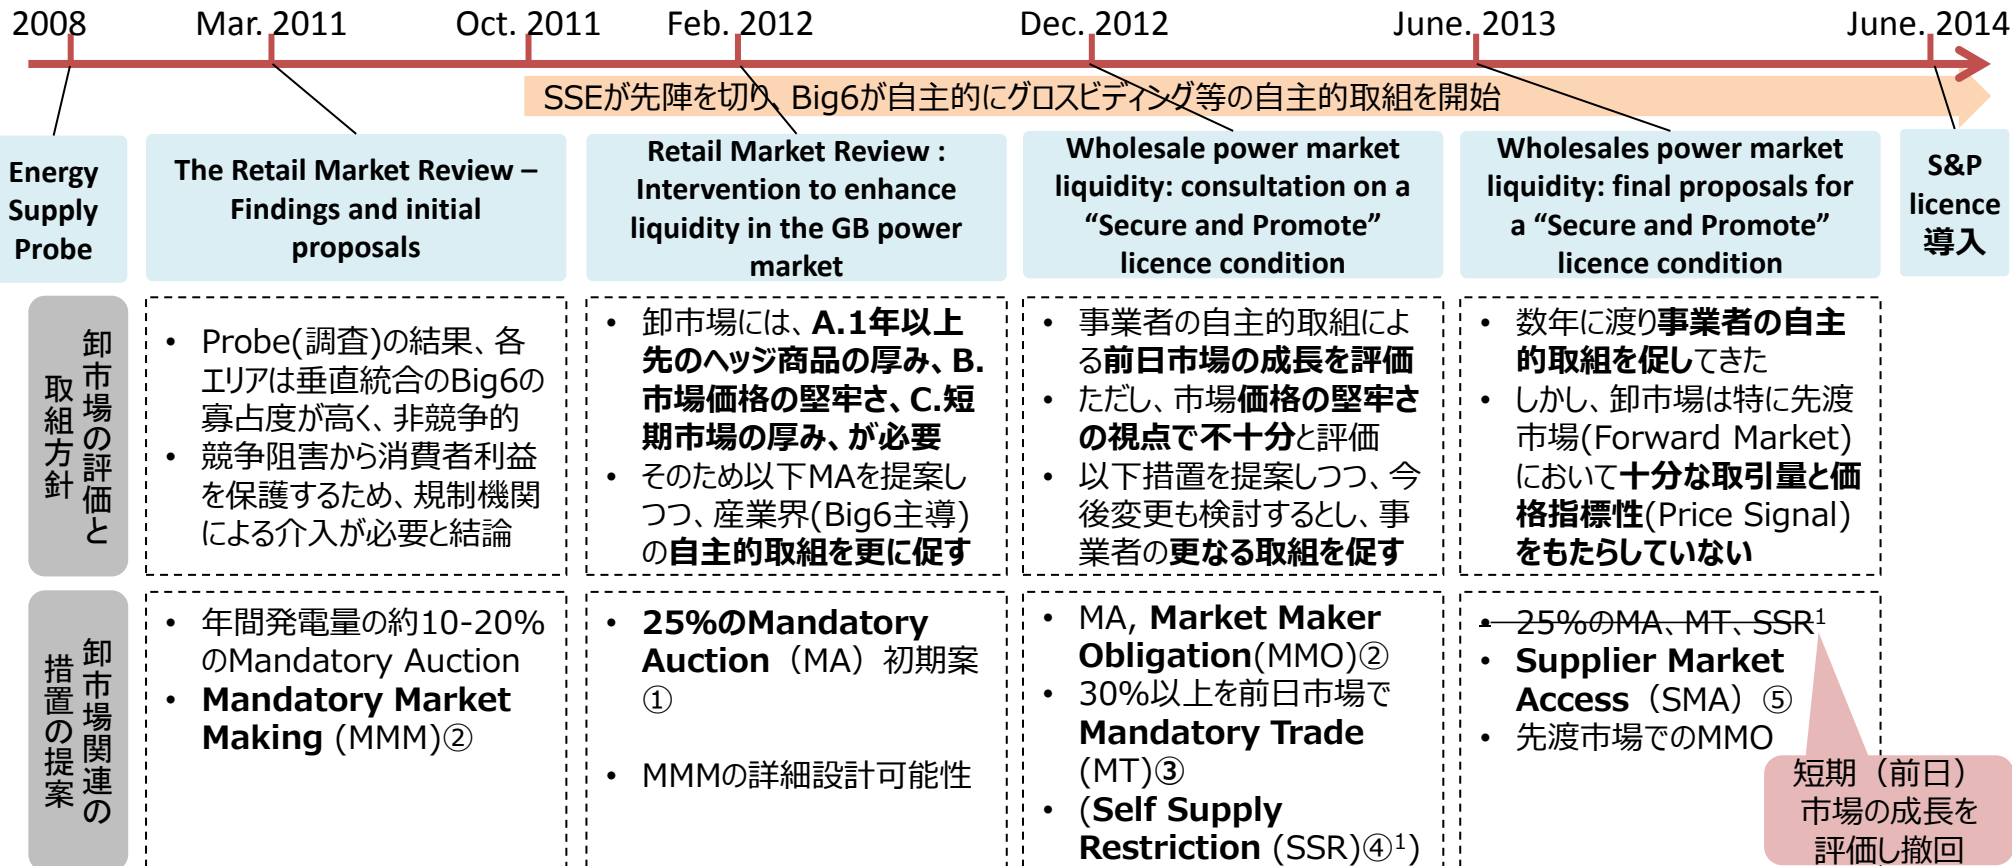 2008
Mar. 2011
Oct. 2011
Feb. 2012
Dec. 2012
June. 2013
June. 2014
SSEが先陣を切り、Big6が自主的にグロスビディング等の自主的取組を開始
Energy
Supply
Probe
The Retail Market Review –
Findings and initial
proposals
Retail Market Review :
Intervention to enhance
liquidity in the GB power
market
Wholesale power market
liquidity: consultation on a
“Secure and Promote”
licence condition
Wholesales power market
liquidity: final proposals for
a “Secure and Promote”
licence condition
S&P
licence
導入
卸市場の評価と
取組方針
• Probe(調査)の結果、各
エリアは垂直統合のBig6の
寡占度が高く、非競争的
• 競争阻害から消費者利益
を保護するため、規制機関
による介入が必要と結論
• 卸市場には、A.1年以上
先のヘッジ商品の厚み、B.
市場価格の堅牢さ、C.短
期市場の厚み、が必要
• そのため以下MAを提案し
つつ、産業界(Big6主導)
の自主的取組を更に促す
• 事業者の自主的取組によ
る前日市場の成長を評価
ただし、市場価格の堅牢さ
の視点で不十分と評価
• 以下措置を提案しつつ、今
後変更も検討するとし、事
業者の更なる取組を促す
• 数年に渡り事業者の自主
的取組を促してきた
• しかし、卸市場は特に先渡
市場(Forward Market)
において十分な取引量と価
格指標性(Price Signal)
をもたらしていない
卸市場関連の
措置の提案
• 年間発電量の約10-20%
のMandatory Auction
• Mandatory Market
Making (MMM)②
• 25%のMandatory
Auction（MA）初期案
①
• MMMの詳細設計可能性
• MA, Market Maker
Obligation(MMO)②
• 30%以上を前日市場で
Mandatory Trade
(MT)③
• (Self Supply
Restriction (SSR)④¹)
• 25%のMA、MT、SSR¹
• Supplier Market
Access（SMA）⑤
• 先渡市場でのMMO
短期（前日）
市場の成長を
評価し撤回